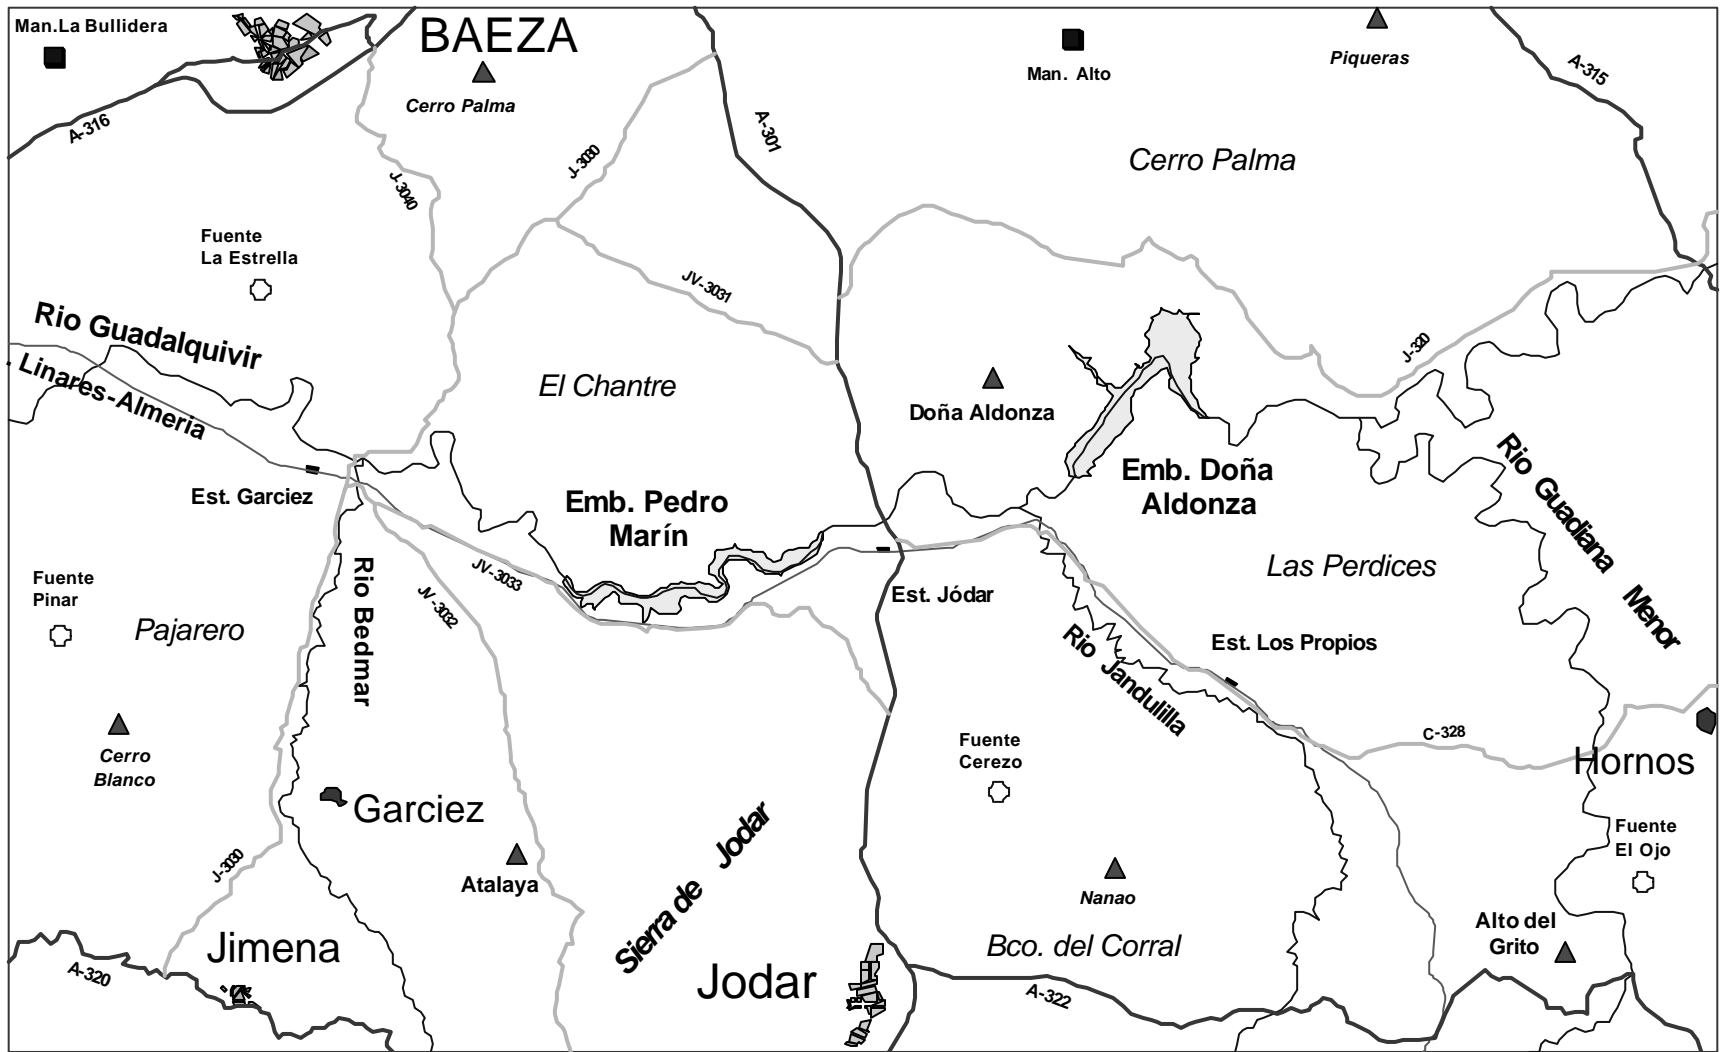 Man.La Bullidera
BAEZA
Cerro Palma
A-316
J-3040
J-3030
A-301
Man. Alto
Piqueras
A-315
Cerro Palma
Fuente
La Estrella
JV-3031
Rio Guadalquivir
Linares-Almeria
El Chantre
J-320
Doña Aldonza
Emb. Doña
Aldonza
Est. Garciez
Emb. Pedro
Marín
Rio Guadiana Menor
Las Perdices
Fuente
Pinar
Pajarero
Rio Bedmar
JV-3033
JV-3032
Est. Jódar
Est. Los Propios
Rio Jandulilla
Cerro
Blanco
Fuente
Cerezo
C-328
Hornos
Garciez
Sierra de Jodar
Fuente
El Ojo
J-3030
Atalaya
Nanao
Alto del
Grito
Jimena
Bco. del Corral
A-320
Jodar
A-322